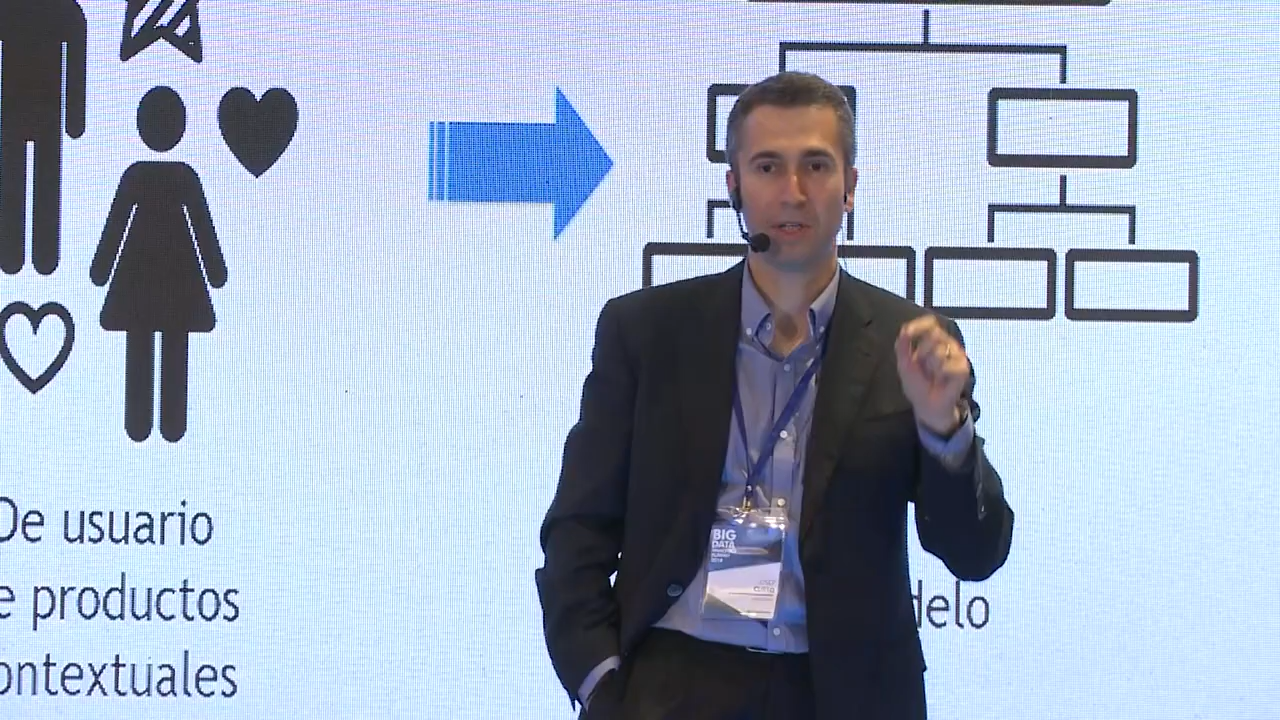 De usuario
e productos
ontextuales
delo
BIG
DATA